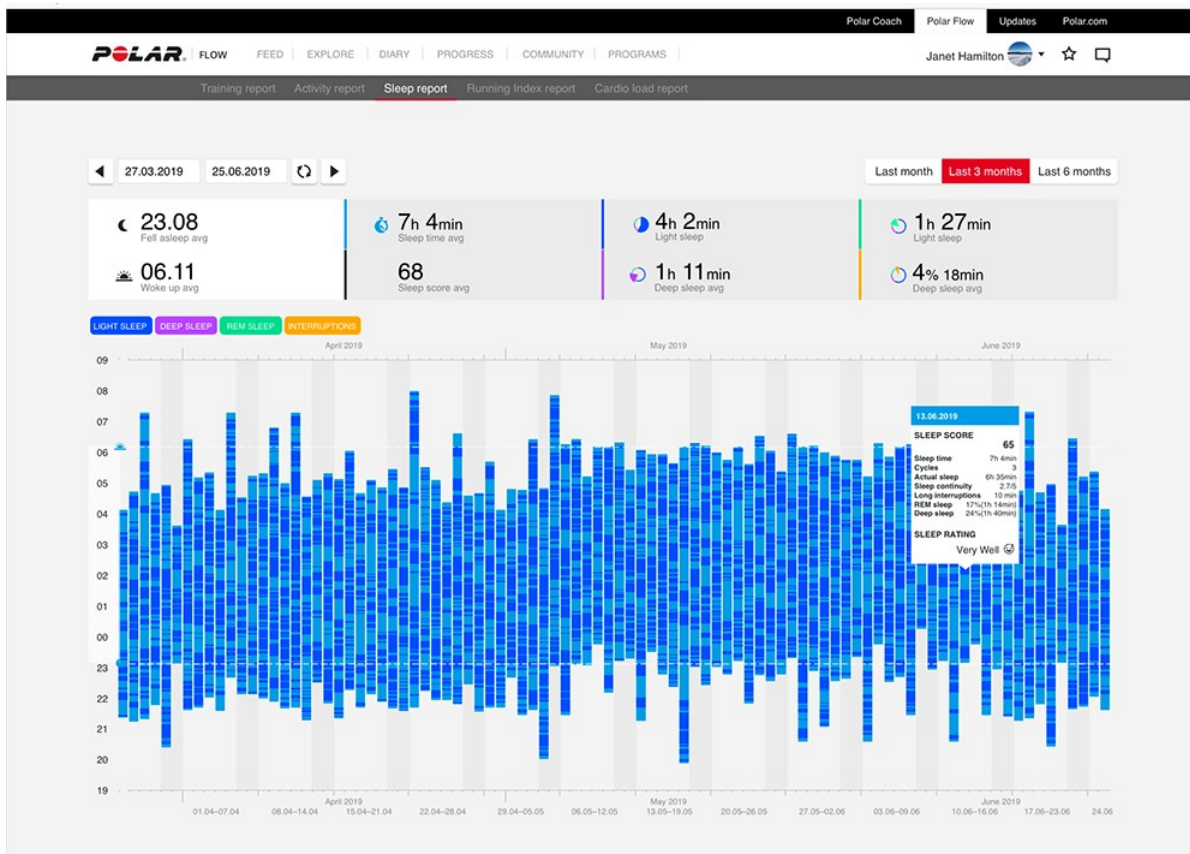 Polar Coach Polar Flow Updates Polar.com
POLAR. FLOW FEED EXPLORE DIARY PROGRESS COMMUNITY PROGRAMS Janet Hamilton
Training report Activity report Sleep report Running Index report Cardio load report
27.03.2019 25.06.2019 Last month Last 3 months Last 6 months
23.08
Fell asleep avg
06.11
Woke up avg
7h 4min
Sleep time avg
68
Sleep score avg
4h 2min
Light sleep
1h 11min
Deep sleep avg
1h 27min
Light sleep
4% 18min
Deep sleep avg
LIGHT SLEEP DEEP SLEEP REM SLEEP INTERRUPTIONS
April 2019 May 2019 June 2019
09
08
07
06
05
04
03
02
01
00
23
22
21
20
19
13.06.2019
SLEEP SCORE
65
Sleep time 7h 4min
Cycles 3
Actual sleep 6h 35min
Sleep continuity 2.7/5
Long interruptions 10 min
REM sleep 17%(1h 14min)
Deep sleep 24%(1h 40min)
SLEEP RATING
Very Well
April 2019 May 2019 June 2019
01.04–07.04 08.04–14.04 15.04–21.04 22.04–28.04 29.04–05.05 06.05–12.05 13.05–19.05 20.05–26.05 27.05–02.06 03.06–09.06 10.06–16.06 17.06–23.06 24.06